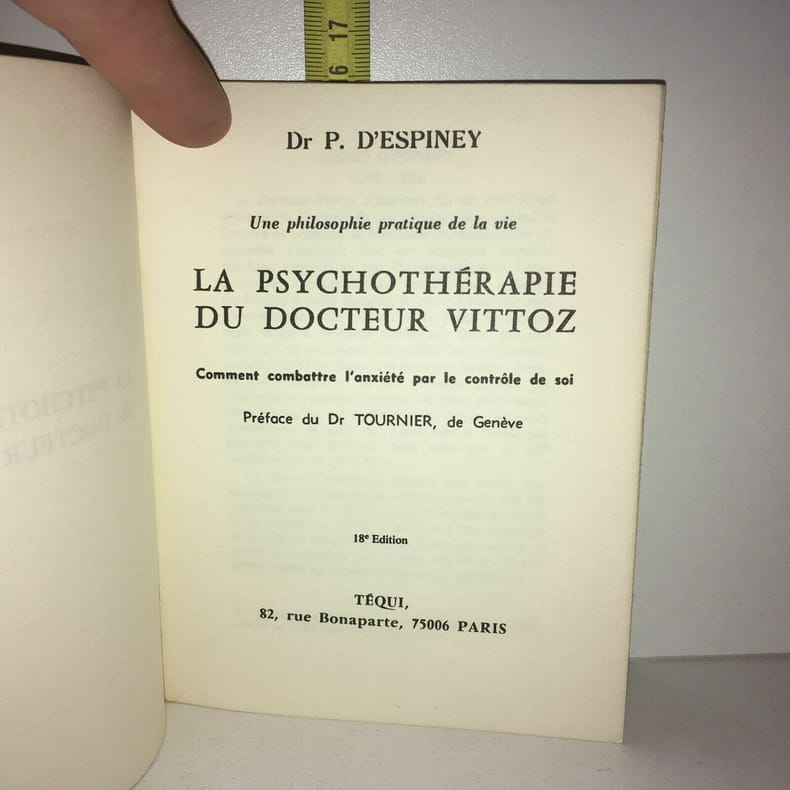 17
16
Dr P. D'ESPINEY
Une philosophie pratique de la vie
LA PSYCHOTHÉRAPIE
DU DOCTEUR VITTOZ
Comment combattre l'anxiété par le contrôle de soi
Préface du Dr TOURNIER, de Genève
18e Edition
TÉQUI,
82, rue Bonaparte, 75006 PARIS